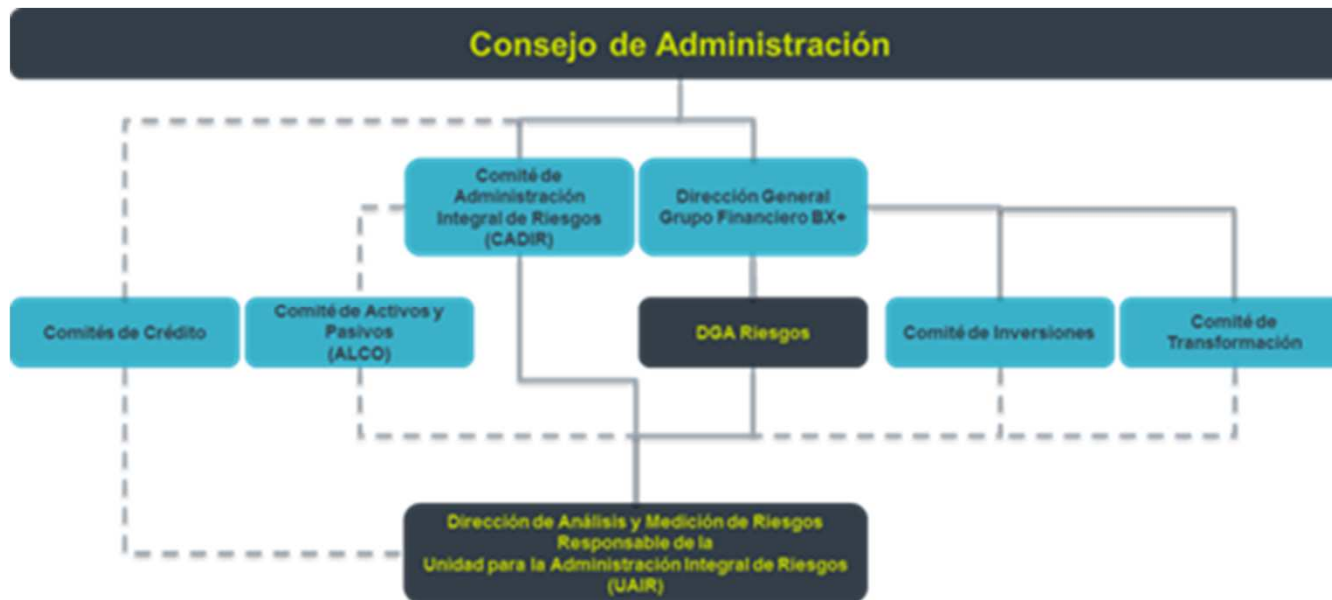 Consejo de Administración
Comité de
Administración
Integral de Riesgos
(CADIR)
Dirección General
Grupo Financiero BX+
Comités de Crédito
Comité de Activos y
Pasivos
(ALCO)
DGA Riesgos
Comité de Inversiones
Comité de
Transformación
Dirección de Análisis y Medición de Riesgos
Responsable de la
Unidad para la Administración Integral de Riesgos
(UAIR)